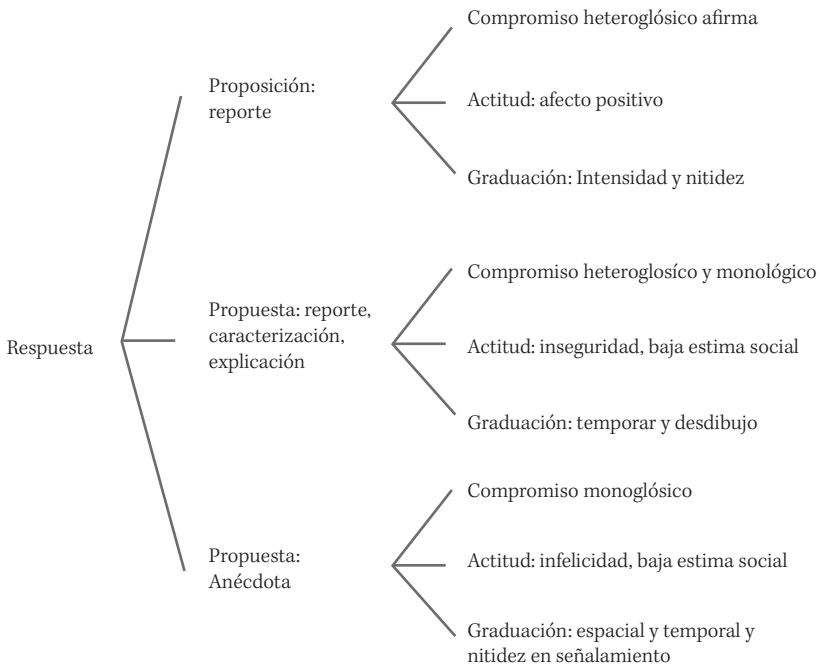 Respuesta
Proposición:
reporte
Compromiso heteroglósico afirma
Actitud: afecto positivo
Graduación: Intensidad y nitidez
Propuesta: reporte,
caracterización,
explicación
Compromiso heteroglosíco y monológico
Actitud: inseguridad, baja estima social
Graduación: temporar y desdibujo
Propuesta:
Anécdota
Compromiso monoglósico
Actitud: infelicidad, baja estima social
Graduación: espacial y temporal y
nitidez en señalamiento